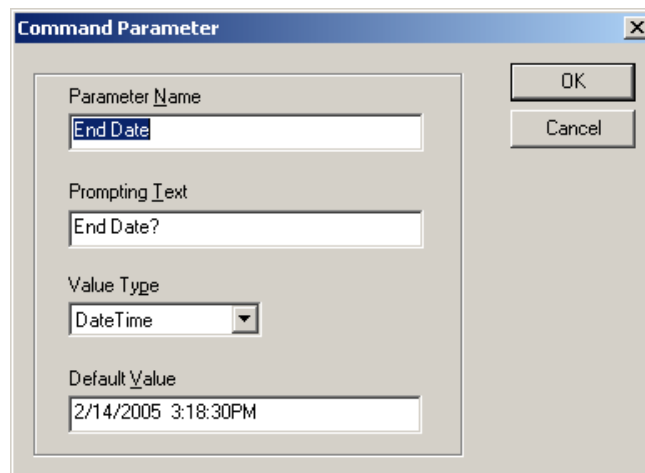 Command Parameter
Parameter Name
End Date
Prompting Text
End Date?
Value Type
DateTime
Default Value
2/14/2005 3:18:30PM
OK
Cancel